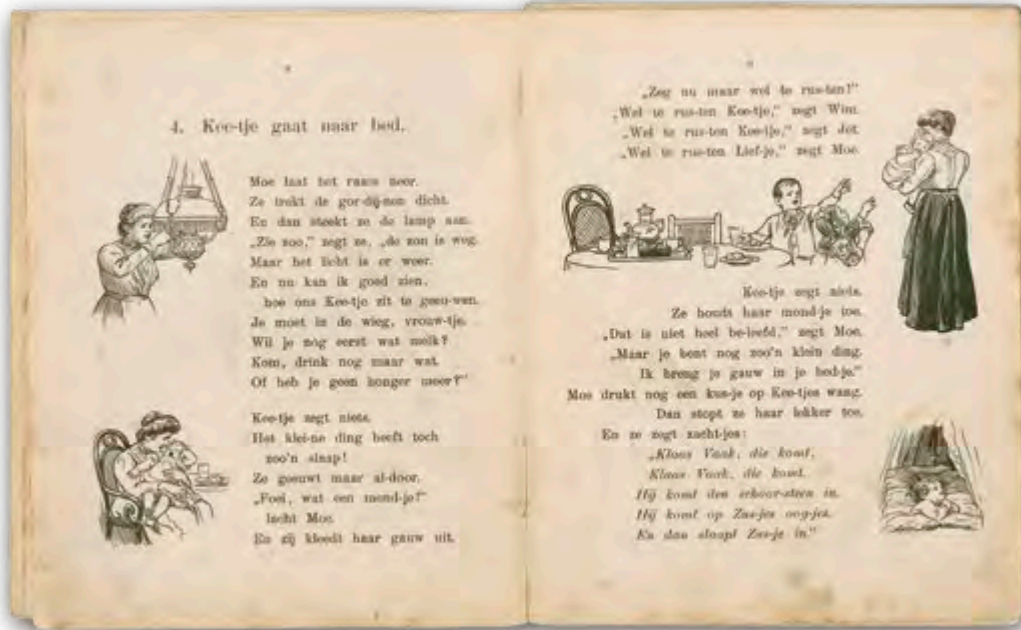 4. Kee-tje gaat naar bed.
Moe laat het raam neer.
Ze trekt de gor-dij-nen dicht.
En dan steekt ze de lamp aan.
„Zie zoo,” zegt ze, „de zon is weg.
Maar het licht is er weer.
En nu kan ik goed zien,
hoe ons Kee-tje zit te geeu-wen.
Je moet in de wieg, vrouw-tje.
Wil je nog eerst wat melk?
Kom, drink nog maar wat.
Of heb je geen honger meer?”
Kee-tje zegt niets.
Het klei-ne ding heeft toch
zoo'n slaap!
Ze geeuwt maar al-door.
„Foei, wat een mond-je!”
lacht Moe.
En zij kleedt haar gauw uit.
„Zeg nu maar wel te rus-ten!”
„Wel te rus-ten Kee-tje,” zegt Wim.
„Wel te rus-ten Kee-tje,” zegt Jet.
„Wel te rus-ten Lief-je,” zegt Moe.
Kee-tje zegt niets.
Ze houdt haar mond-je toe.
„Dat is niet heel be-leefd,” zegt Moe.
„Maar je bent nog zoo'n klein ding.
Ik breng je gauw in je bed-je.”
Moe drukt nog een kus-je op Kee-tjes wang.
Dan stopt ze haar lekker toe.
En ze zegt zacht-jes:
„Klaas Vaak, die komt,
Klaas Vaak, die komt.
Hij komt den schoor-steen in.
Hij komt op Zus-jes oog-jes.
En dan slaapt Zus-je in.”